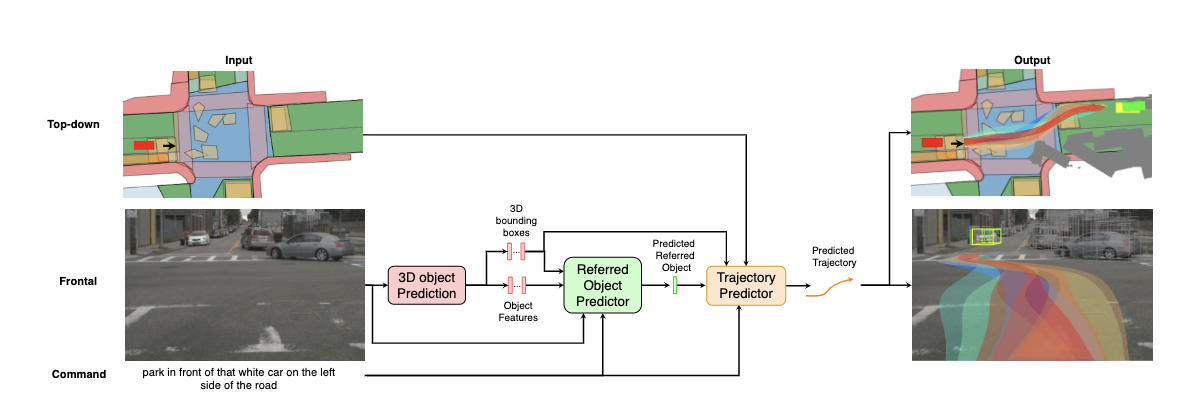 Input
Output
Top-down
3D
bounding
boxes
Predicted
Referred
Object
Predicted
Trajectory
Frontal
3D object
Prediction
Referred
Object
Predictor
Trajectory
Predictor
Object
Features
Command
park in front of that white car on the left
side of the road